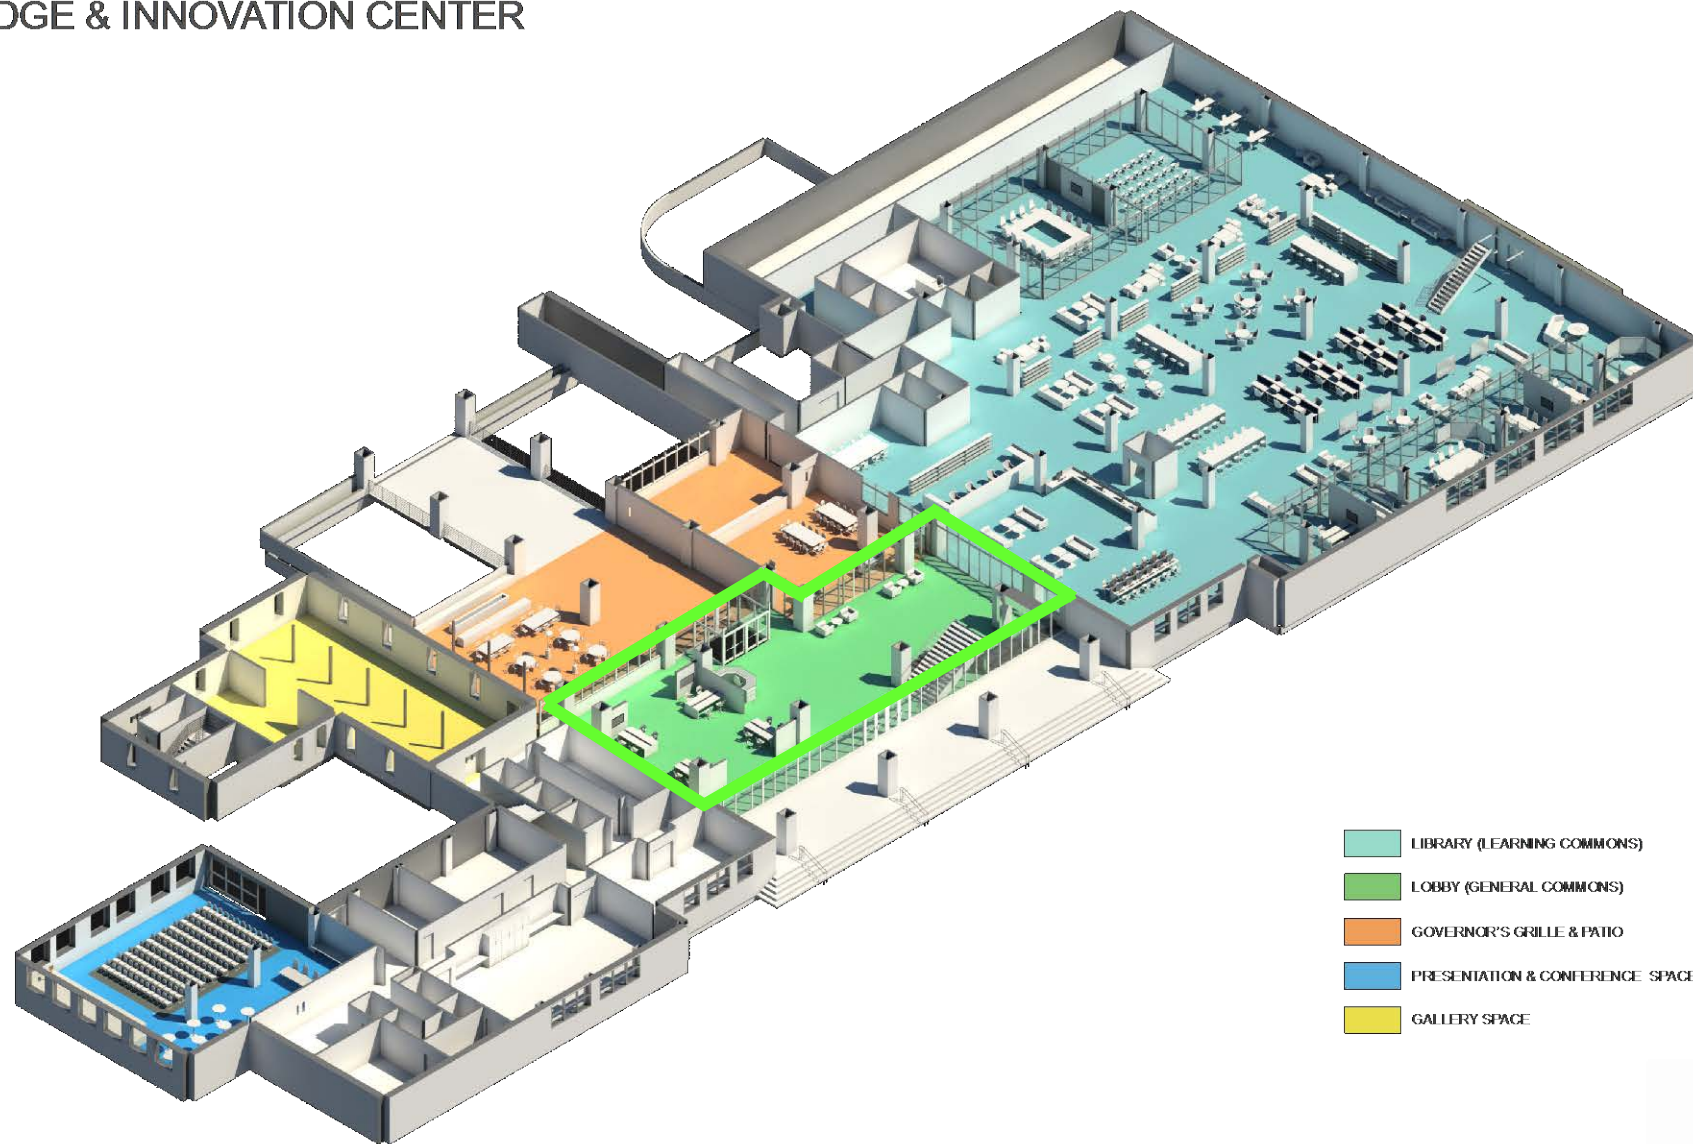 DGE & INNOVATION CENTER
LIBRARY (LEARNING COMMONS)
LOBBY (GENERAL COMMONS)
GOVERNOR'S GRILLE & PATIO
PRESENTATION & CONFERENCE SPACE
GALLERY SPACE